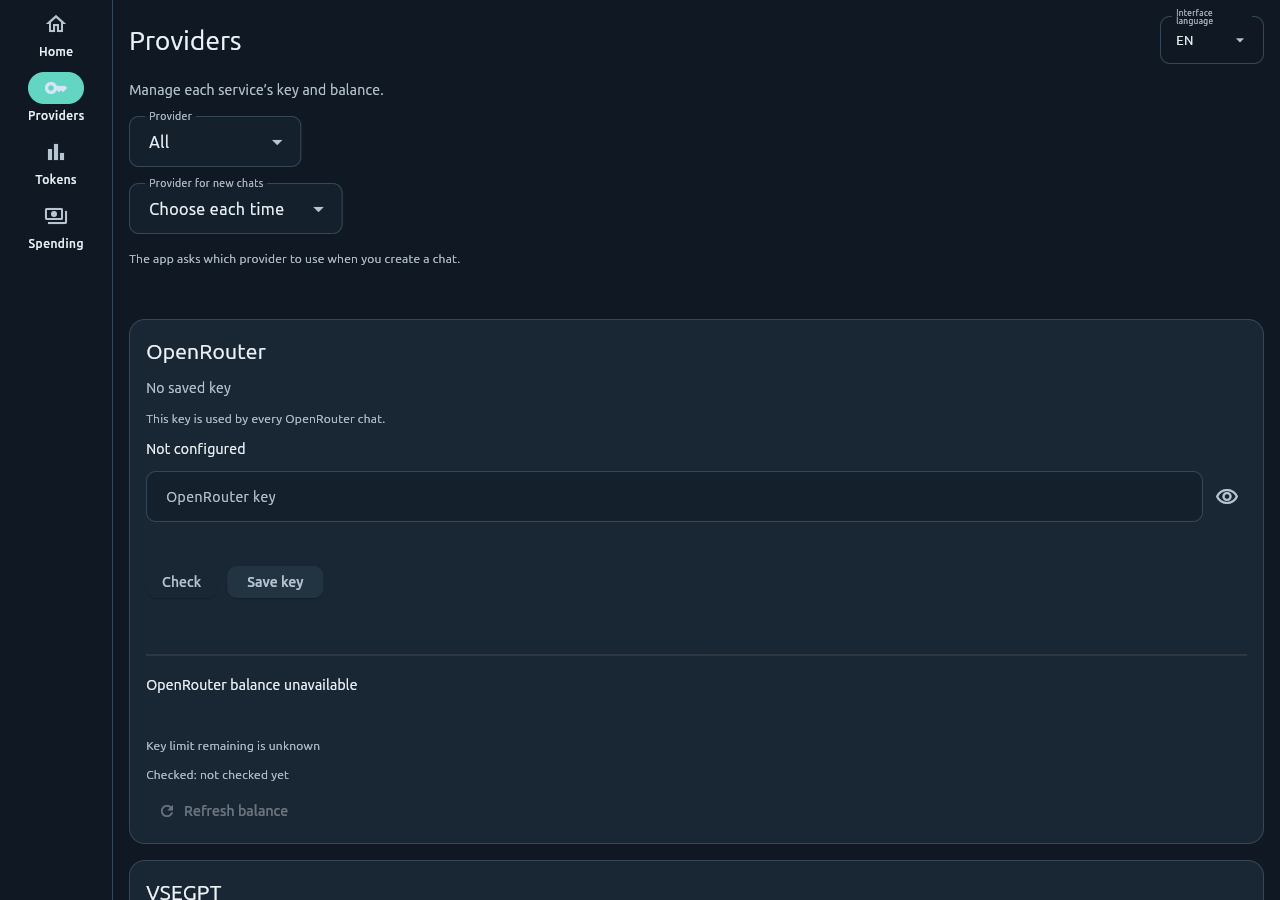 Home
Providers
Tokens
Spending
Providers
Interface
language
EN
Manage each service’s key and balance.
Provider
All
Provider for new chats
Choose each time
The app asks which provider to use when you create a chat.
OpenRouter
No saved key
This key is used by every OpenRouter chat.
Not configured
OpenRouter key
Check
Save key
OpenRouter balance unavailable
Key limit remaining is unknown
Checked: not checked yet
Refresh balance
VSEGPT